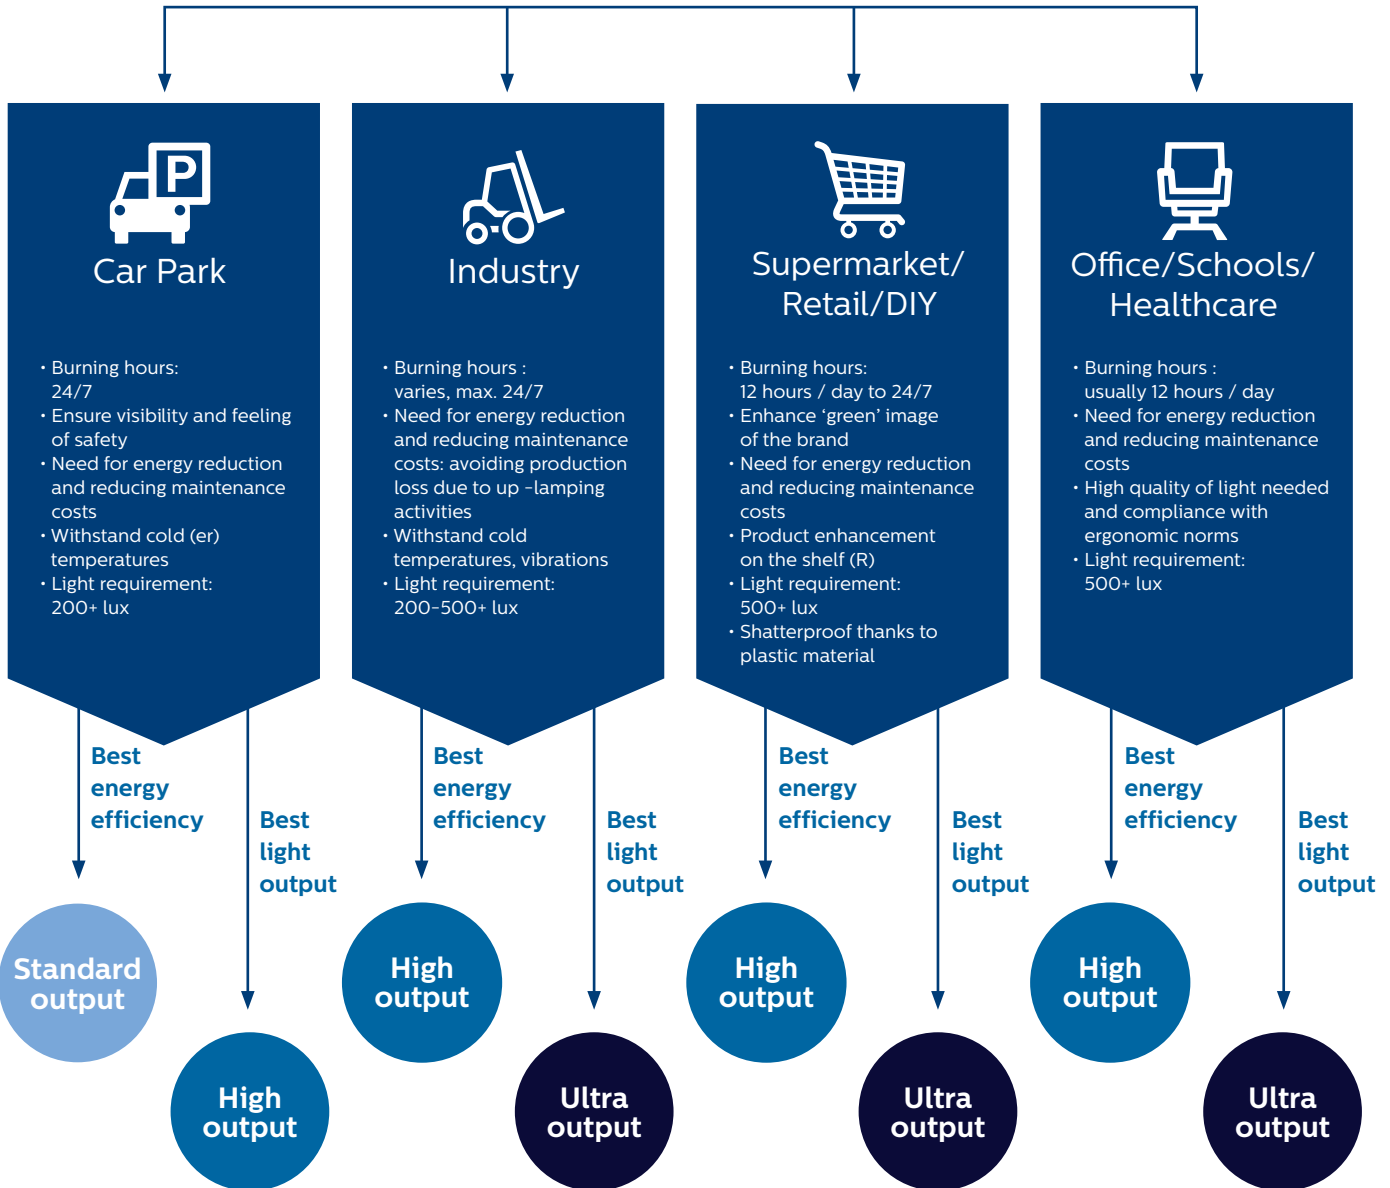 P
Car Park
· Burning hours:
24/7
· Ensure visibility and feeling
of safety
· Need for energy reduction
and reducing maintenance
costs
· Withstand cold (er)
temperatures
· Light requirement:
200+ lux
Best
energy
efficiency
Best
light
output
Standard
output
High
output
Industry
· Burning hours :
varies, max. 24/7
· Need for energy reduction
and reducing maintenance
costs: avoiding production
loss due to up -lamping
activities
· Withstand cold
temperatures, vibrations
· Light requirement:
200-500+ lux
Best
energy
efficiency
Best
light
output
High
output
Ultra
output
Supermarket/
Retail/DIY
· Burning hours:
12 hours / day to 24/7
· Enhance ‘green’ image
of the brand
· Need for energy reduction
and reducing maintenance
costs
· Product enhancement
on the shelf (R)
· Light requirement:
500+ lux
· Shatterproof thanks to
plastic material
Best
energy
efficiency
Best
light
output
High
output
Ultra
output
Office/Schools/
Healthcare
· Burning hours :
usually 12 hours / day
· Need for energy reduction
and reducing maintenance
costs
· High quality of light needed
and compliance with
ergonomic norms
· Light requirement:
500+ lux
Best
energy
efficiency
Best
light
output
High
output
Ultra
output